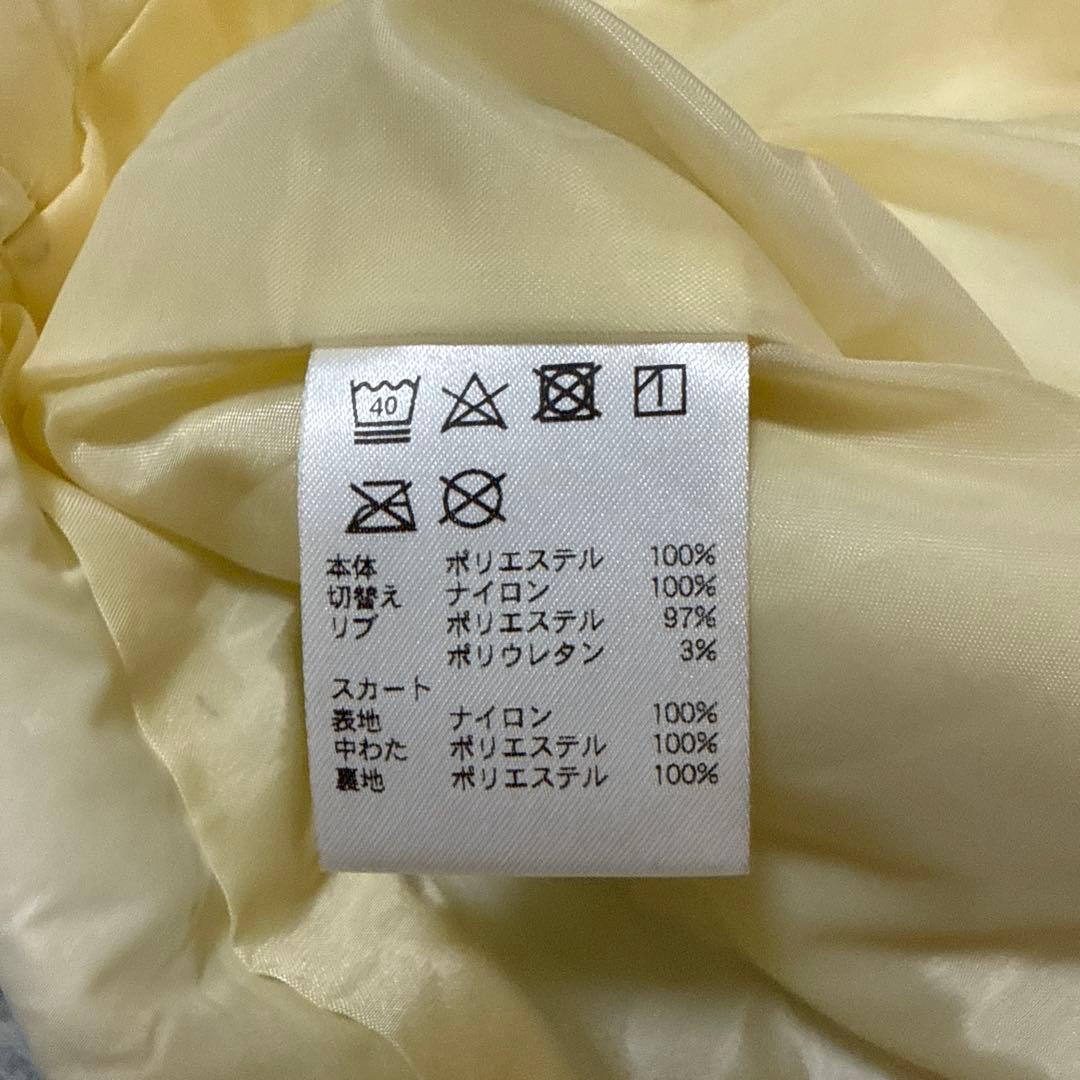 40
本体 ポリエステル 100%
切替え ナイロン 100%
リブ ポリエステル 97%
ポリウレタン 3%
スカート
表地 ナイロン 100%
中わた ポリエステル 100%
裏地 ポリエステル 100%